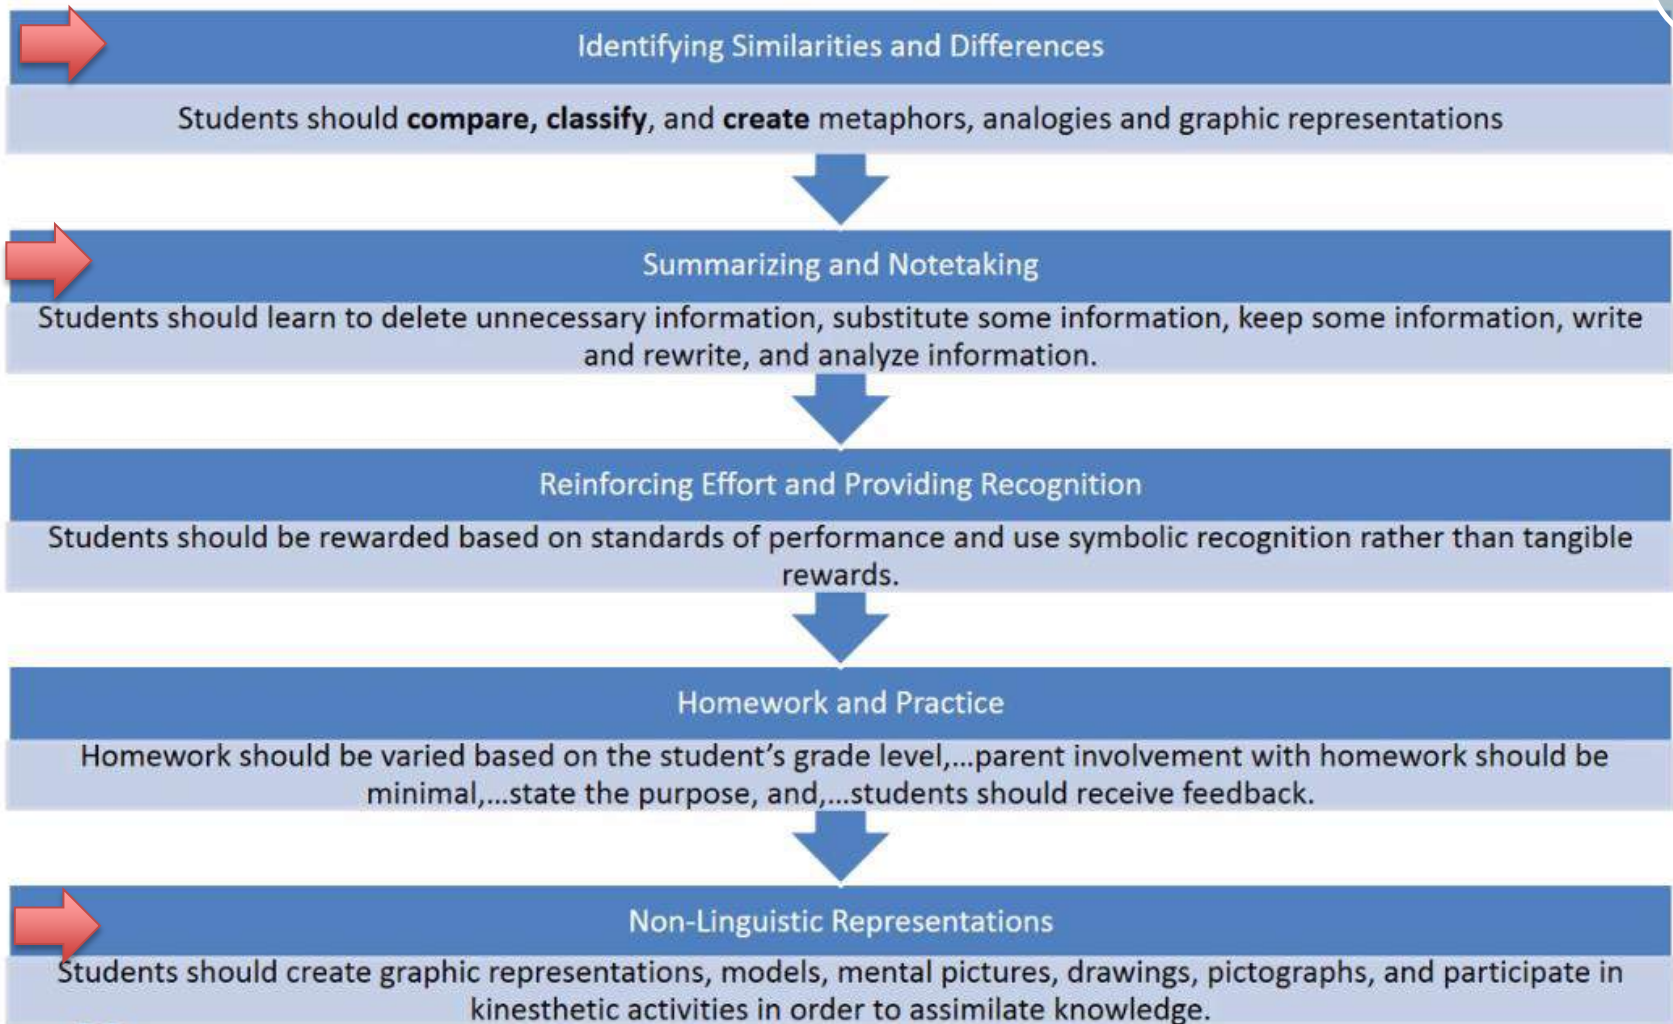 Identifying Similarities and Differences
Students should compare, classify, and create metaphors, analogies and graphic representations
Summarizing and Notetaking
Students should learn to delete unnecessary information, substitute some information, keep some information, write
and rewrite, and analyze information.
Reinforcing Effort and Providing Recognition
Students should be rewarded based on standards of performance and use symbolic recognition rather than tangible
rewards.
Homework and Practice
Homework should be varied based on the student's grade level,...parent involvement with homework should be
minimal,...state the purpose, and,...students should receive feedback.
Non-Linguistic Representations
Students should create graphic representations, models, mental pictures, drawings, pictographs, and participate in
kinesthetic activities in order to assimilate knowledge.